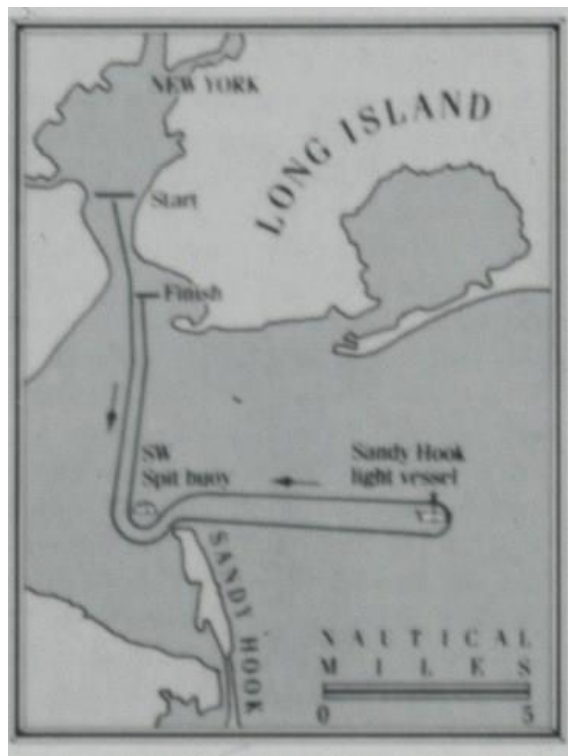 NEW YORK
LONG ISLAND
Start
Finish
SW
Spit buoy
Sandy Hook
light vessel
SANDY HOOK
NAUTICAL
MILES
0 5